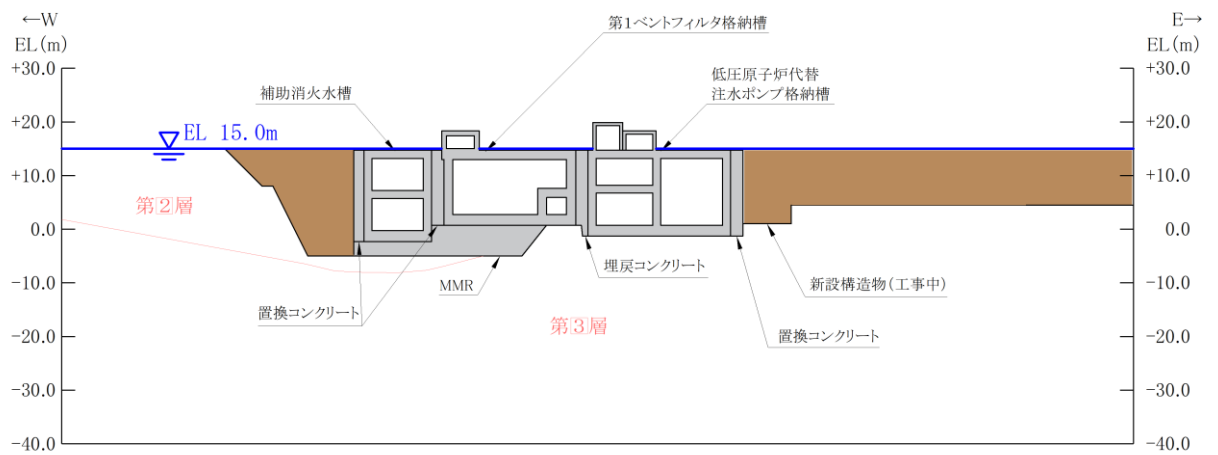 ←W
EL(m)
E→
EL(m)
第1ベントフィルタ格納槽
低圧原子炉代替
注水ポンプ格納槽
補助消火水槽
+30.0
+20.0
+10.0
0.0
−10.0
−20.0
−30.0
−40.0
EL 15.0m
第2層
第3層
MMR
置換コンクリート
埋戻コンクリート
新設構造物(工事中)
置換コンクリート
+30.0
+20.0
+10.0
0.0
−10.0
−20.0
−30.0
−40.0